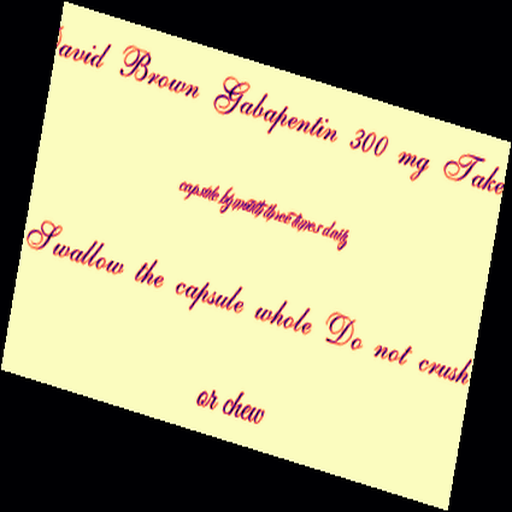 David Brown Gabapentin 300 mg Take
capsule by mouth three times daily
Swallow the capsule whole Do not crush
or chew